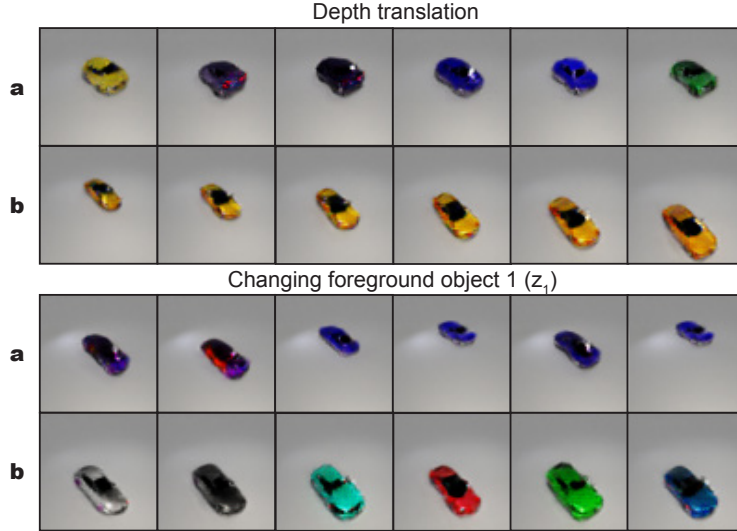 Depth translation
a
b
Changing foreground object 1 (z₁)
a
b